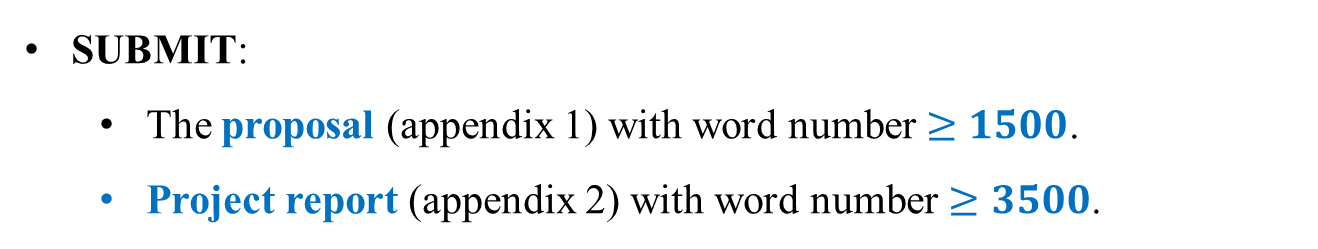 • SUBMIT:
• The proposal (appendix 1) with word number ≥ 1500.
• Project report (appendix 2) with word number ≥ 3500.